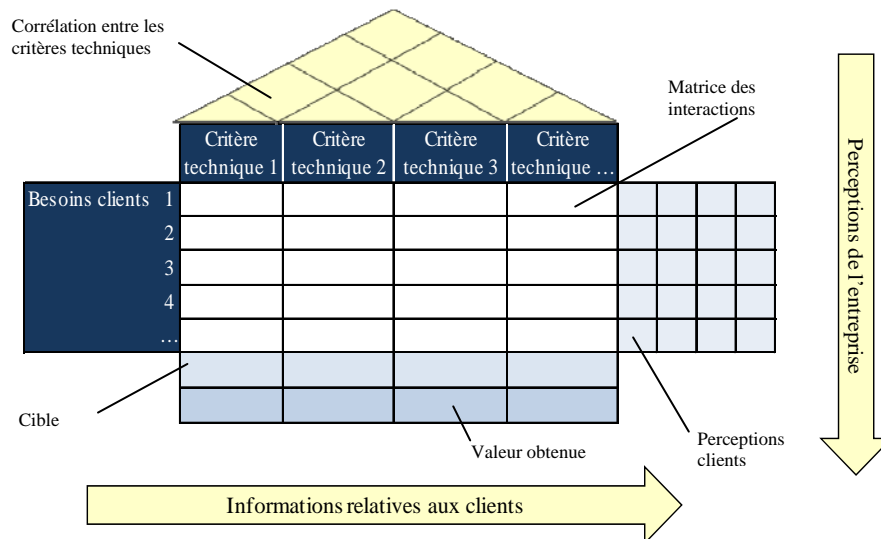 Corrélation entre les
critères techniques
Matrice des
interactions
Critère
technique 1
Critère
technique 2
Critère
technique 3
Critère
technique …
Besoins clients 1
2
3
4
…
Perceptions de l'entreprise
Cible
Valeur obtenue
Perceptions
clients
Informations relatives aux clients